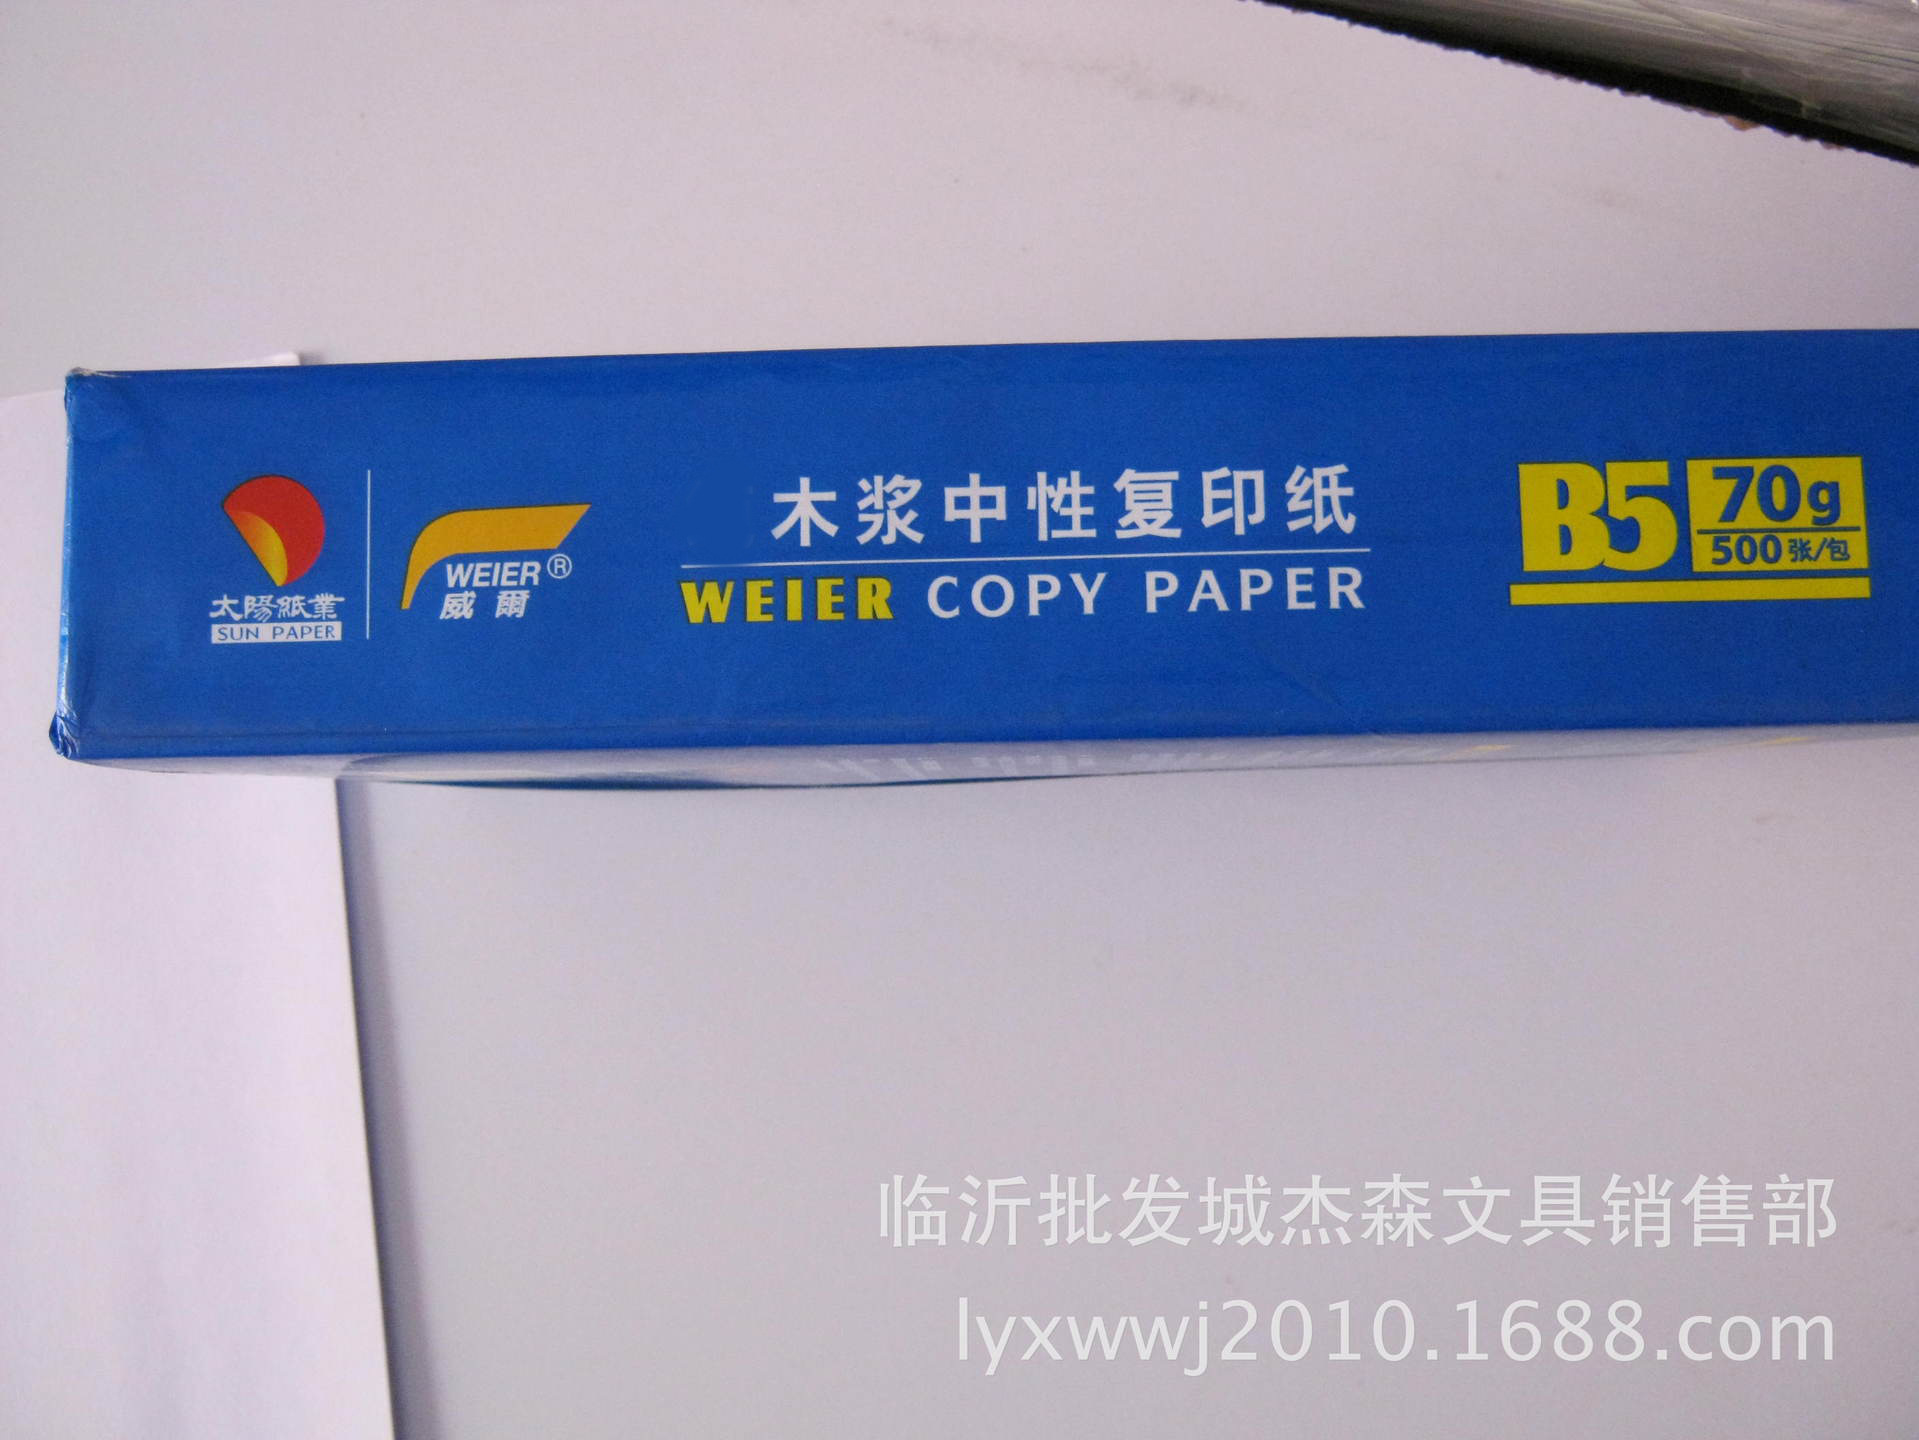 太陽紙業
SUN PAPER
WEIER®
威爾
木浆中性复印纸
WEIER COPY PAPER
B5
70g
500张/包
临沂批发城杰森文具销售部
lyxwwj2010.1688.com